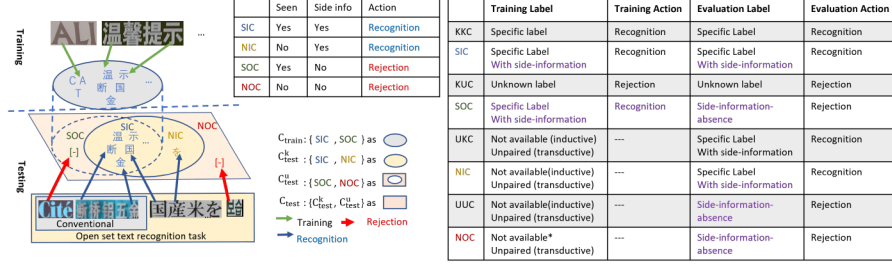 Training
ALI 温馨提示 ...
C A T
温 示 断 国 金 ...
Testing
SOC
[-]
SIC
温 示
断 国
金 ...
NIC
を
NOC
[-]
Cité
国産米を
Conventional
Open set text recognition task
Seen Side info Action
SIC Yes Yes Recognition
NIC No Yes Recognition
SOC Yes No Rejection
NOC No No Rejection
C_train : { SIC , SOC } as
C^k_test : { SIC , NIC } as
C^u_test : {SOC, NOC} as
C_test : {C^k_test, C^u_test} as
Training Rejection
Recognition
Training Label Training Action Evaluation Label Evaluation Action
KKC Specific label Recognition Specific Label Recognition
SIC Specific Label Recognition Specific Label Recognition
With side-information With side-information
KUC Unknown label Rejection Unknown label Rejection
SOC Specific Label Recognition Side-information- Rejection
With side-information absence
UKC Not available (inductive) --- Specific Label Recognition
Unpaired (transductive) With side-information
NIC Not available(inductive) --- Specific Label Recognition
Unpaired (transductive) With side-information
UUC Not available(inductive) --- Side-information- Rejection
Unpaired (transductive) absence
NOC Not available* --- Side-information- Rejection
Unpaired (transductive) absence